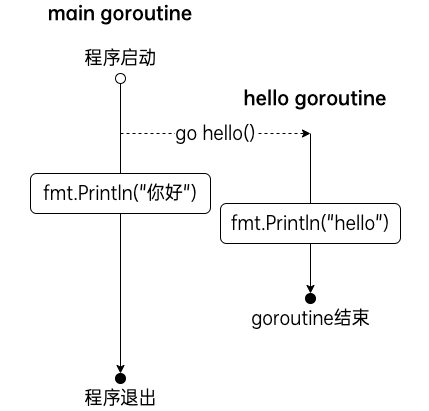 main goroutine
程序启动
hello goroutine
go hello()
fmt.Println("你好")
fmt.Println("hello")
goroutine结束
程序退出